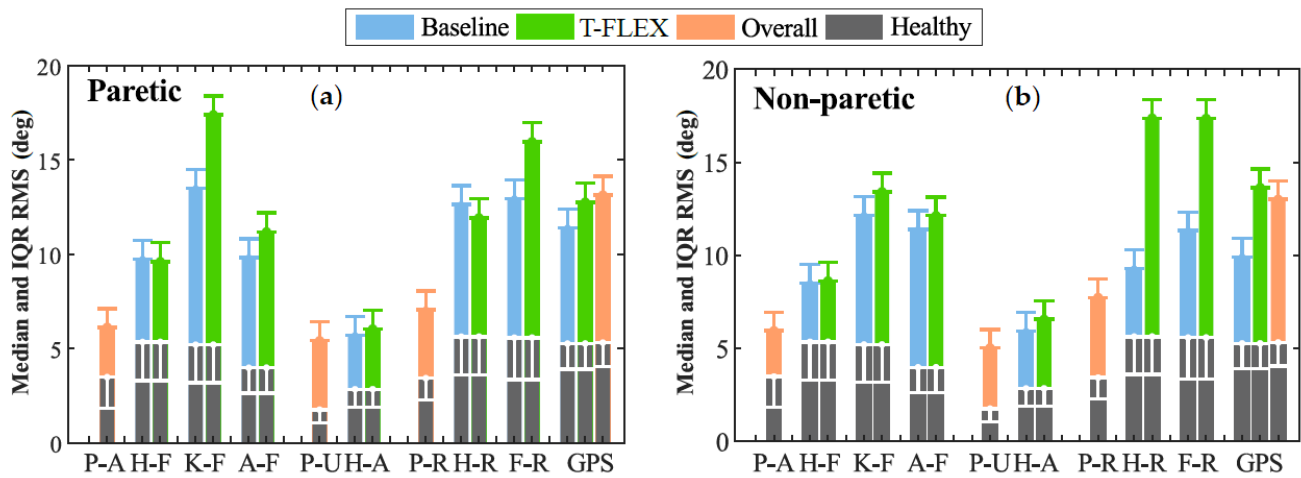 Baseline T-FLEX Overall Healthy
Median and IQR RMS (deg)
20
15
10
5
0
Paretic (a)
P-A H-F K-F A-F P-U H-A P-R H-R F-R GPS
Median and IQR RMS (deg)
20
15
10
5
0
Non-paretic (b)
P-A H-F K-F A-F P-U H-A P-R H-R F-R GPS